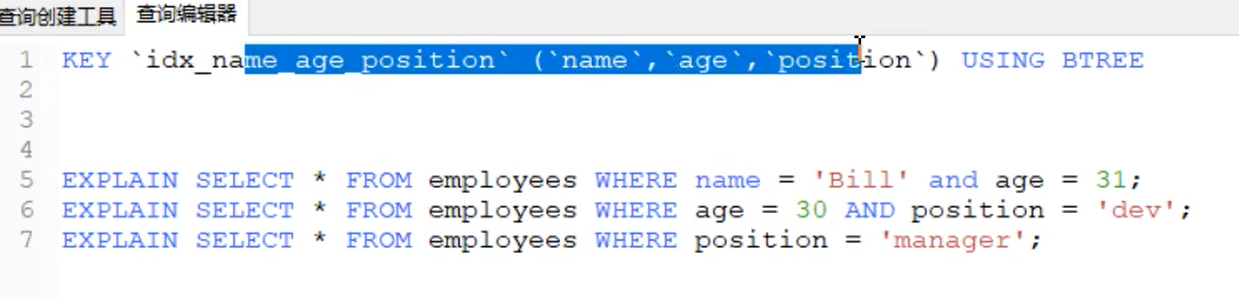 查询创建工具 查询编辑器
1 KEY `idx_name_age_position` (`name`,`age`,`position`) USING BTREE
2
3
4
5 EXPLAIN SELECT * FROM employees WHERE name = 'Bill' and age = 31;
6 EXPLAIN SELECT * FROM employees WHERE age = 30 AND position = 'dev';
7 EXPLAIN SELECT * FROM employees WHERE position = 'manager';